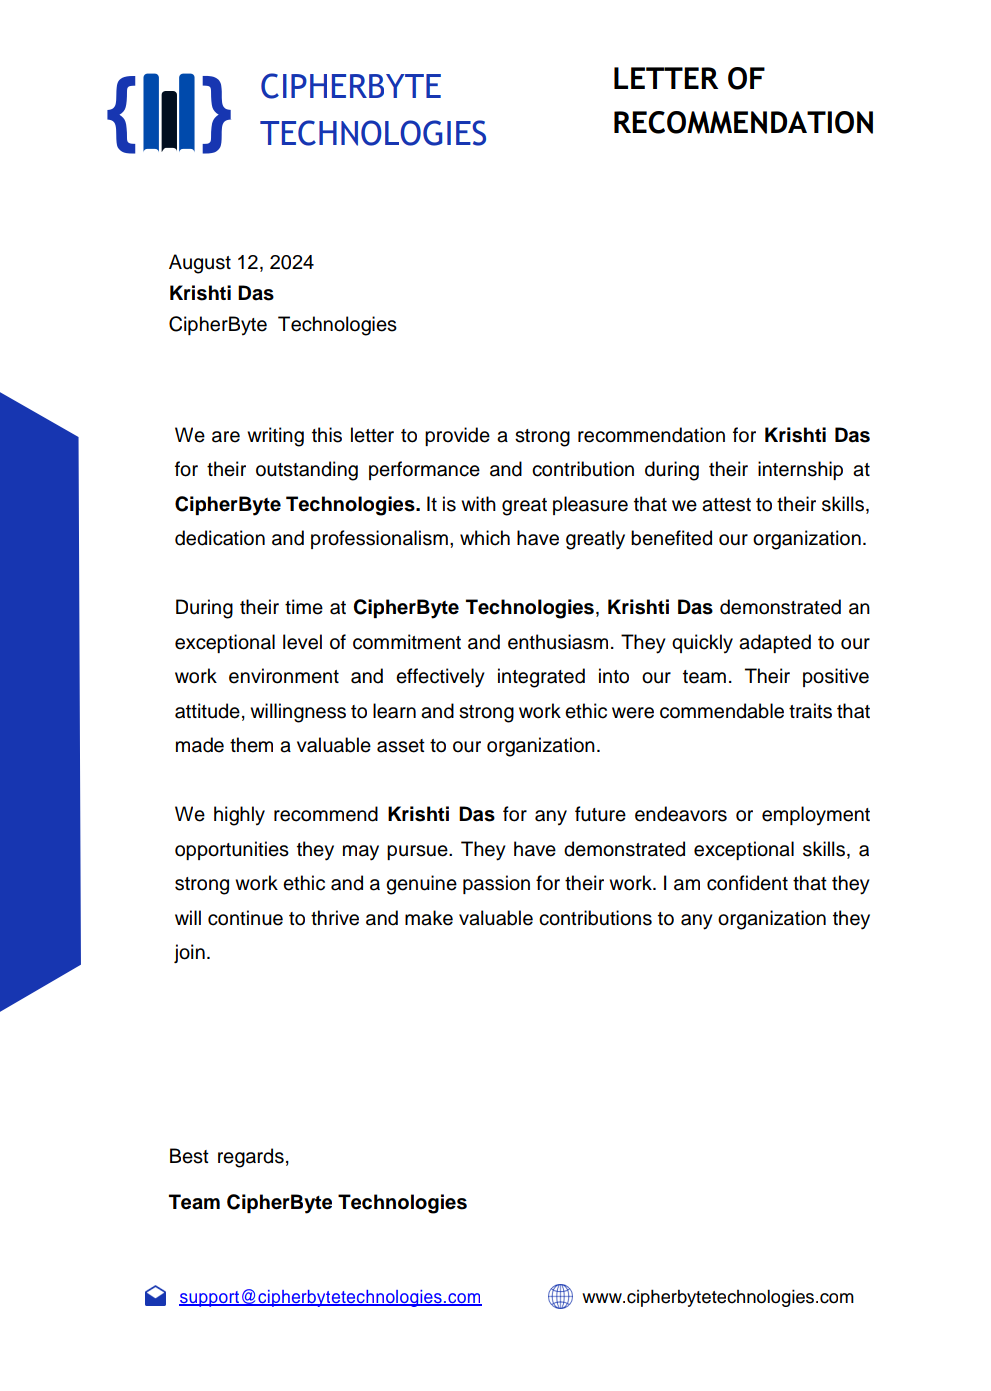 CIPHERBYTE
TECHNOLOGIES
LETTER OF
RECOMMENDATION
August 12, 2024
Krishti Das
CipherByte Technologies
We are writing this letter to provide a strong recommendation for Krishti Das
for their outstanding performance and contribution during their internship at
CipherByte Technologies. It is with great pleasure that we attest to their skills,
dedication and professionalism, which have greatly benefited our organization.
During their time at CipherByte Technologies, Krishti Das demonstrated an
exceptional level of commitment and enthusiasm. They quickly adapted to our
work environment and effectively integrated into our team. Their positive
attitude, willingness to learn and strong work ethic were commendable traits that
made them a valuable asset to our organization.
We highly recommend Krishti Das for any future endeavors or employment
opportunities they may pursue. They have demonstrated exceptional skills, a
strong work ethic and a genuine passion for their work. I am confident that they
will continue to thrive and make valuable contributions to any organization they
join.
Best regards,
Team CipherByte Technologies
support@cipherbytetechnologies.com
www.cipherbytetechnologies.com